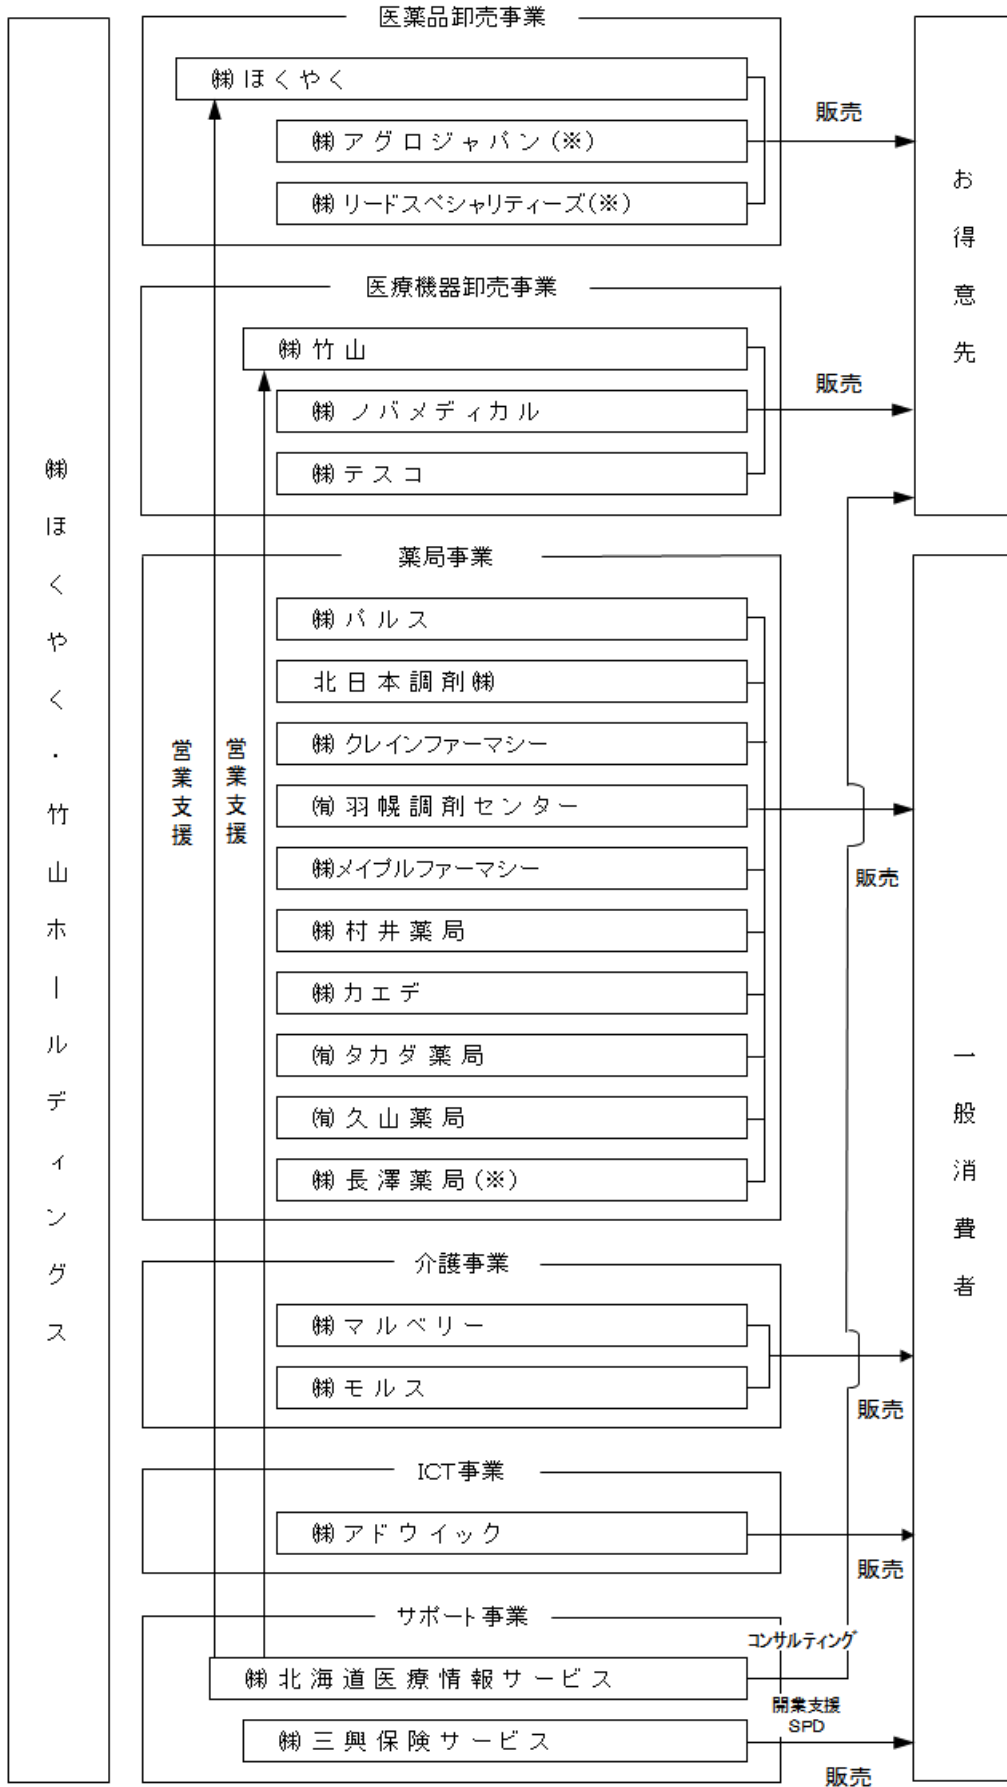 ㈱ほくやく・竹山ホールディングス
医薬品卸売事業
㈱ほくやく
㈱アグロジャパン(※)
㈱リードスペシャリティーズ(※)
販売
お得意先
医療機器卸売事業
㈱竹山
㈱ノバメディカル
㈱テスコ
販売
薬局事業
㈱パルス
北日本調剤㈱
㈱クレインファーマシー
㈲羽幌調剤センター
㈱メイプルファーマシー
㈱村井薬局
㈱カエデ
㈲タカダ薬局
㈲久山薬局
㈱長澤薬局(※)
営業支援
営業支援
販売
一般消費者
介護事業
㈱マルベリー
㈱モルス
販売
ICT事業
㈱アドウイック
販売
サポート事業
コンサルティング
㈱北海道医療情報サービス
開業支援
SPD
㈱三興保険サービス
販売